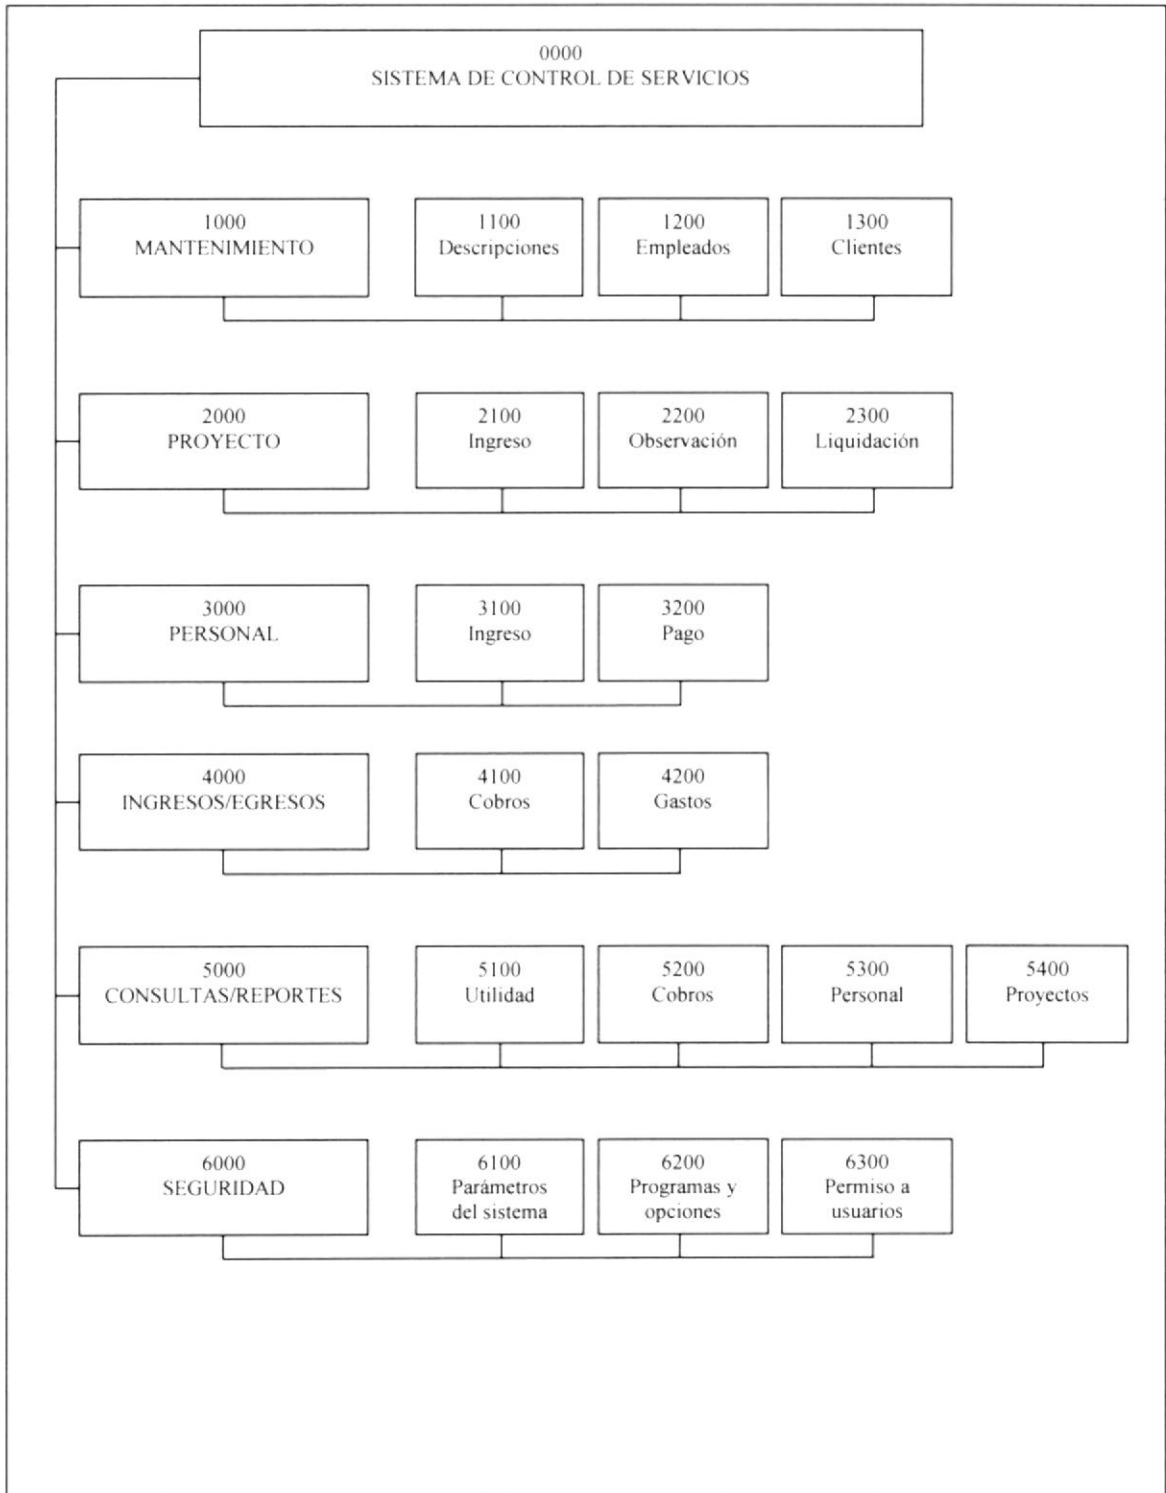 0000
SISTEMA DE CONTROL DE SERVICIOS
1000
MANTENIMIENTO
1100
Descripciones
1200
Empleados
1300
Clientes
2000
PROYECTO
2100
Ingreso
2200
Observación
2300
Liquidación
3000
PERSONAL
3100
Ingreso
3200
Pago
4000
INGRESOS/EGRESOS
4100
Cobros
4200
Gastos
5000
CONSULTAS/REPORTES
5100
Utilidad
5200
Cobros
5300
Personal
5400
Proyectos
6000
SEGURIDAD
6100
Parámetros
del sistema
6200
Programas y
opciones
6300
Permiso a
usuarios